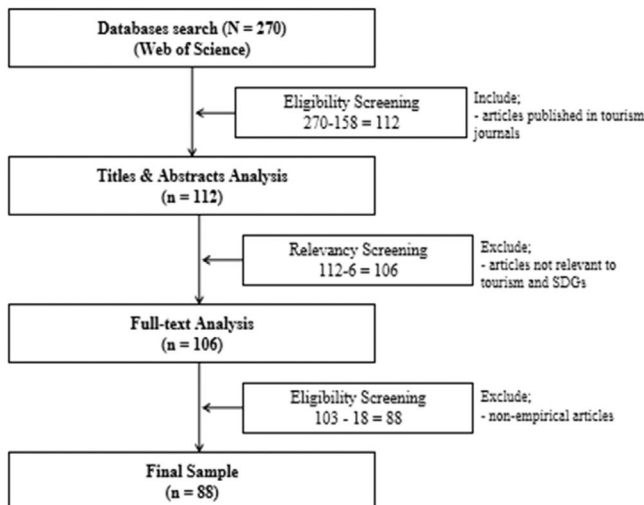 Databases search (N = 270)
(Web of Science)
Eligibility Screening
270-158 = 112
Include;
- articles published in tourism
journals
Titles & Abstracts Analysis
(n = 112)
Relevancy Screening
112-6 = 106
Exclude;
- articles not relevant to
tourism and SDGs
Full-text Analysis
(n = 106)
Eligibility Screening
103 - 18 = 88
Exclude;
- non-empirical articles
Final Sample
(n = 88)